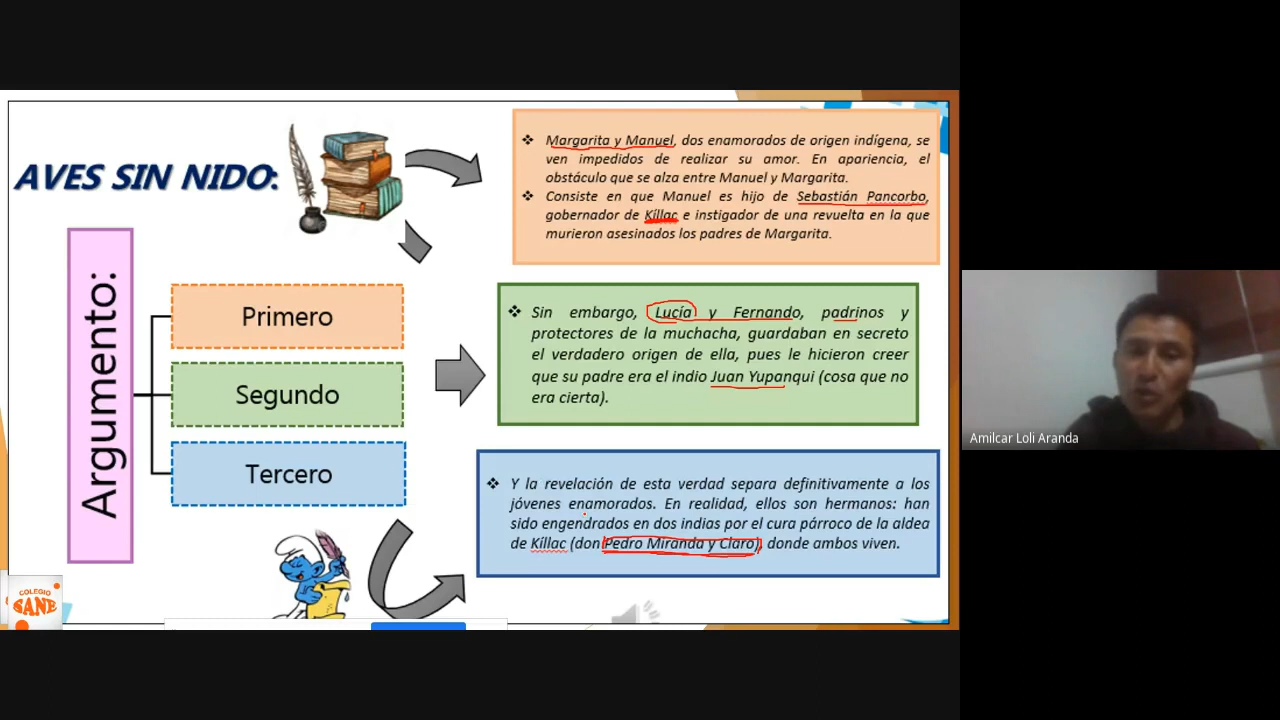 AVES SIN NIDO:
Argumento:
Primero
Segundo
Tercero
❖ Margarita y Manuel, dos enamorados de origen indígena, se
ven impedidos de realizar su amor. En apariencia, el
obstáculo que se alza entre Manuel y Margarita.
❖ Consiste en que Manuel es hijo de Sebastián Pancorbo,
gobernador de Kíllac e instigador de una revuelta en la que
murieron asesinados los padres de Margarita.
❖ Sin embargo, Lucía y Fernando, padrinos y
protectores de la muchacha, guardaban en secreto
el verdadero origen de ella, pues le hicieron creer
que su padre era el indio Juan Yupanqui (cosa que no
era cierta).
❖ Y la revelación de esta verdad separa definitivamente a los
jóvenes enamorados. En realidad, ellos son hermanos: han
sido engendrados en dos indias por el cura párroco de la aldea
de Kíllac (don Pedro Miranda y Claro), donde ambos viven.
COLEGIO
SANE
Amilcar Loli Aranda